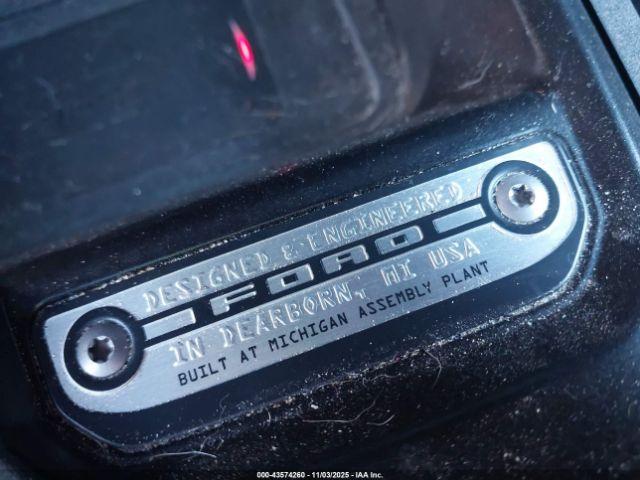 DESIGNED & ENGINEERED
FORD
IN DEARBORN, MI USA
BUILT AT MICHIGAN ASSEMBLY PLANT
000-43574260 - 11/03/2025 - IAA Inc.